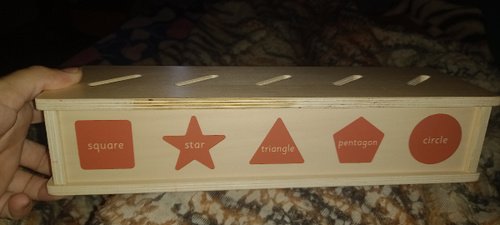 square
star
triangle
pentagon
circle